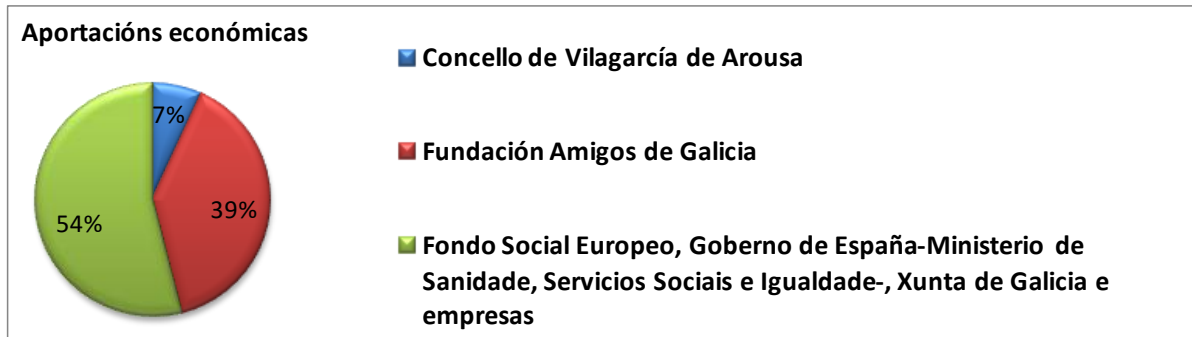 Aportacións económicas
7%
39%
54%
Concello de Vilagarcía de Arousa
Fundación Amigos de Galicia
Fondo Social Europeo, Goberno de España-Ministerio de
Sanidade, Servicios Sociais e Igualdade-, Xunta de Galicia e
empresas